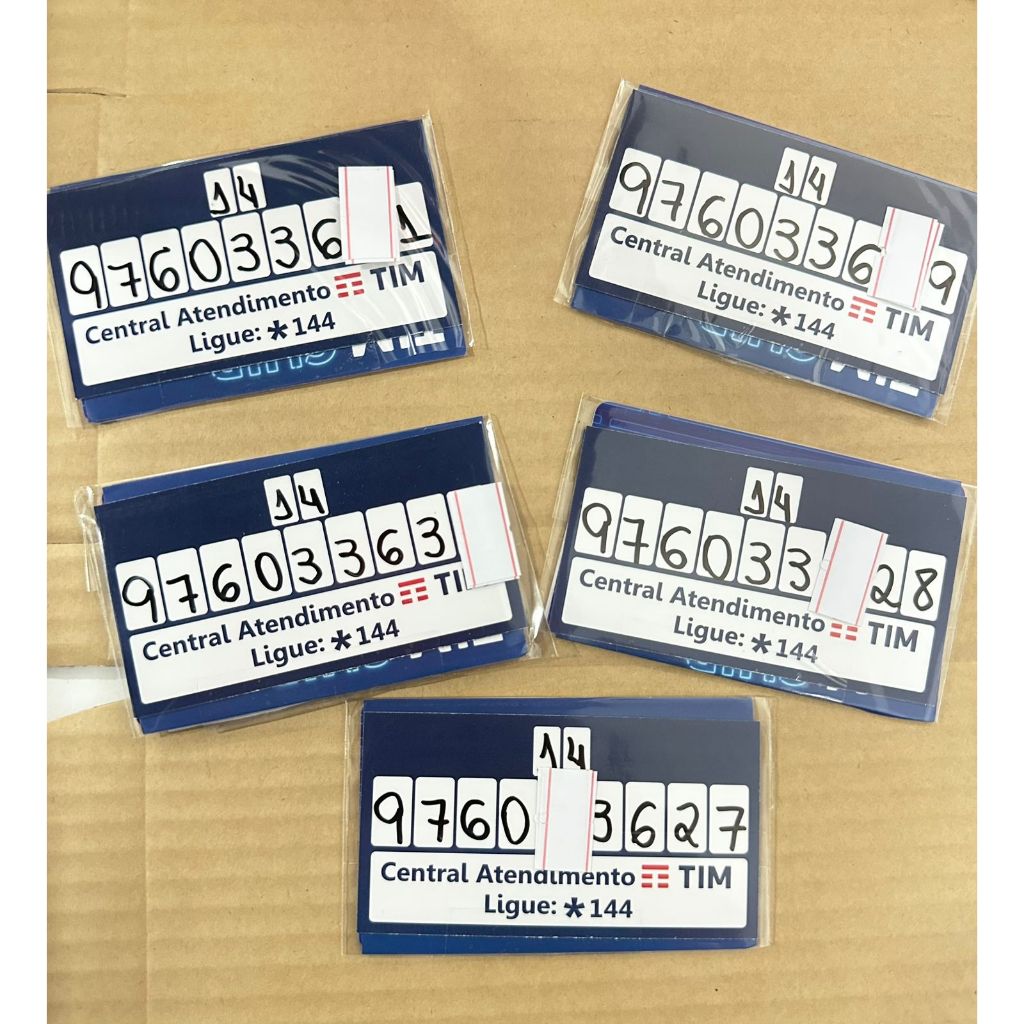 14
9760336 1
Central Atendimento TIM
Ligue: *144
14
9760336 9
Central Atendimento TIM
Ligue: *144
14
97603363
Central Atendimento TI
Ligue: *144
14
976033 28
Central Atendimento TIM
Ligue: *144
14
9760 3627
Central Atendimento TIM
Ligue: *144